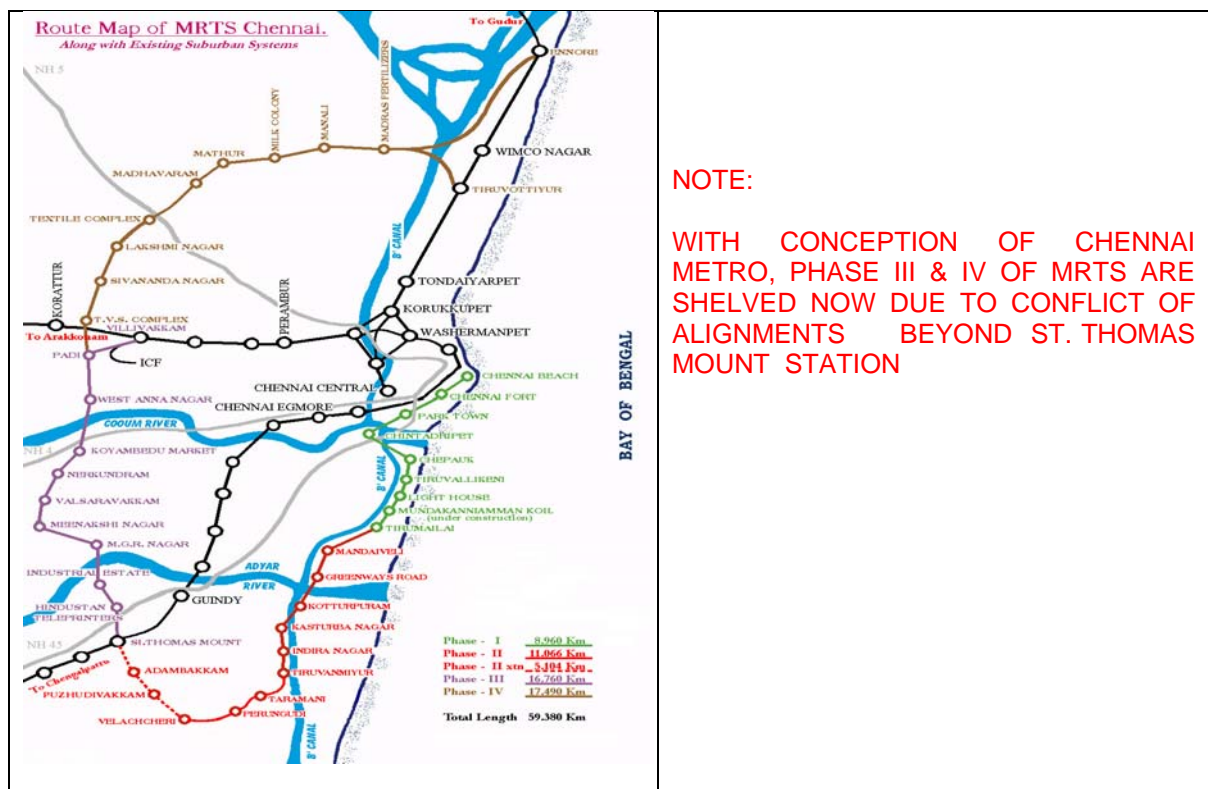 Route Map of MRTS Chennai.
Along with Existing Suburban Systems
To Gudur
ENNORE
NH 5
MADRAS FERTILIZERS
MANALI
MILK COLONY
MATHUR
WIMCO NAGAR
MADHAVARAM
TIRUVOTTIYUR
TEXTILE COMPLEX
B' CANAL
LAKSHMI NAGAR
SIVANANDA NAGAR
TONDAIYARPET
KORATTUR
PERAMBUR
KORUKKUPET
T.V.S. COMPLEX
VILLIVAKKAM
WASHERMANPET
To Arakkonam
PADI
ICF
CHENNAI BEACH
CHENNAI CENTRAL
CHENNAI FORT
WEST ANNA NAGAR
CHENNAI EGMORE
PARK TOWN
COOUM RIVER
CHINTADRIPET
NH 4
KOYAMBEDU MARKET
CHEPAUK
NERKUNDRAM
B' CANAL
TIRUVALLIKENI
VALSARAVAKKAM
LIGHT HOUSE
MUNDAKANNIAMMAN KOIL
(under construction)
MEENAKSHI NAGAR
TIRUMAILAI
M.G.R. NAGAR
MANDAIVELI
INDUSTRIAL ESTATE
ADYAR
RIVER
GREENWAYS ROAD
GUINDY
KOTTURPURAM
HINDUSTAN
TELEPRINTERS
KASTURBA NAGAR
NH 45
St.THOMAS MOUNT
INDIRA NAGAR
To Chengalpattu
ADAMBAKKAM
TIRUVANMIYUR
PUZHUDIVAKKAM
TARAMANI
VELACHCHERI
PERUNGUDI
B' CANAL
BAY OF BENGAL
Phase - I 8.960 Km
Phase - II 11.066 Km
Phase - II xtn 5.104 Km
Phase - III 16.760 Km
Phase - IV 17.490 Km
Total Length 59.380 Km
NOTE:
WITH CONCEPTION OF CHENNAI
METRO, PHASE III & IV OF MRTS ARE
SHELVED NOW DUE TO CONFLICT OF
ALIGNMENTS BEYOND ST. THOMAS
MOUNT STATION